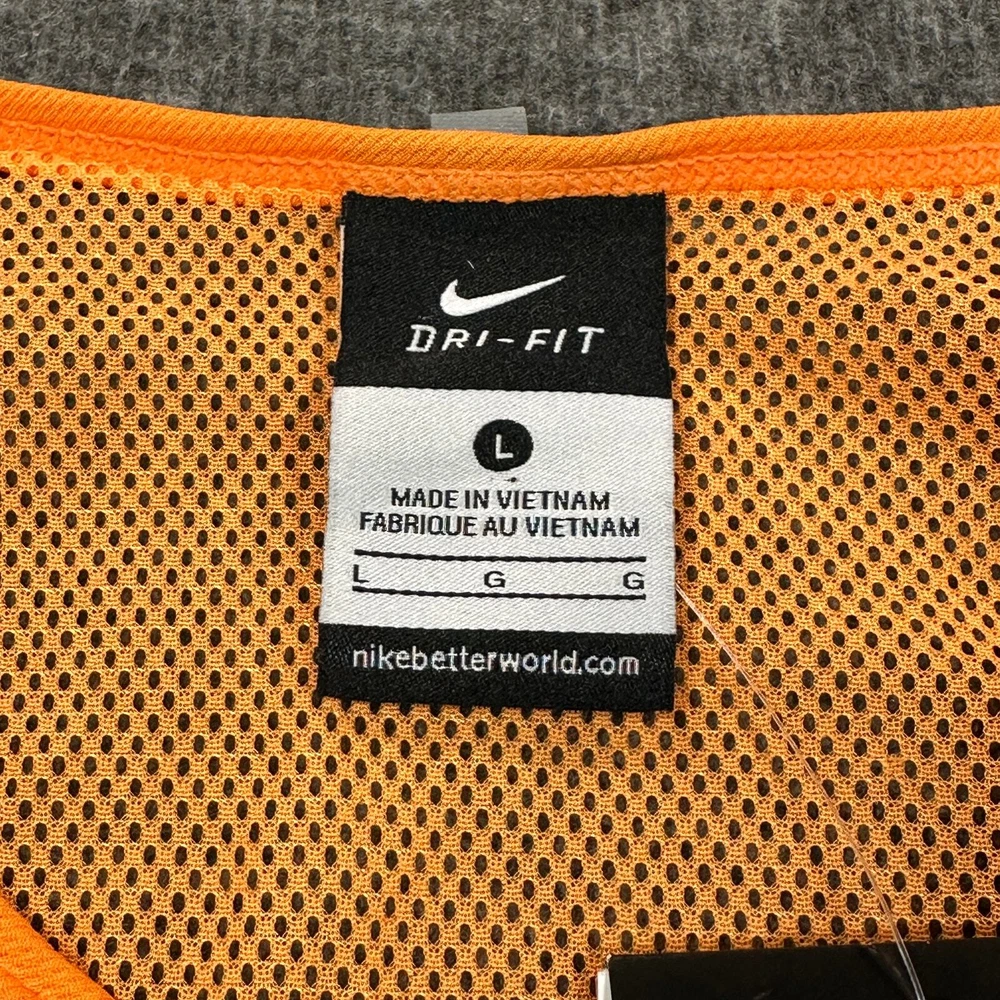 DRI-FIT
L
MADE IN VIETNAM
FABRIQUE AU VIETNAM
L G G
nikebetterworld.com